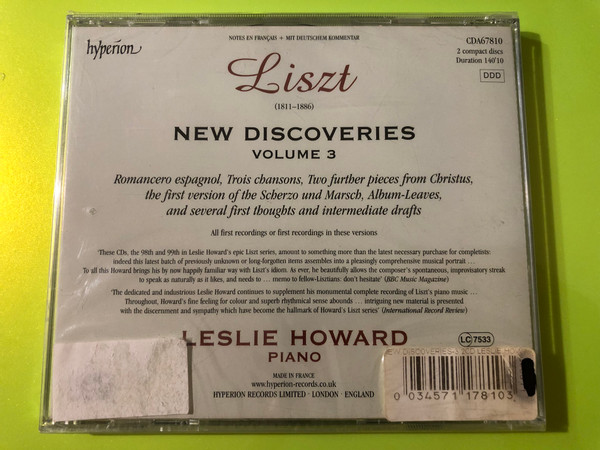 NOTES EN FRANÇAIS + MIT DEUTSCHEM KOMMENTAR
CDA67810
hyperion
2 compact discs
Duration 140'10
DDD
Liszt
(1811–1886)
NEW DISCOVERIES
VOLUME 3
Romancero espagnol, Trois chansons, Two further pieces from Christus,
the first version of the Scherzo und Marsch, Album-Leaves,
and several first thoughts and intermediate drafts
All first recordings or first recordings in these versions
'These CDs, the 98th and 99th in Leslie Howard's epic Liszt series, amount to something more than the latest necessary purchase for completists:
indeed this latest batch of previously unknown or long-forgotten items assembles into a pleasingly comprehensive musical portrait …
To all this Howard brings his by now happily familiar way with Liszt's idiom. As ever, he beautifully allows the composer's spontaneous, improvisatory streak
to speak as naturally as it likes, and needs to … memo to fellow-Lisztians: don't hesitate' (BBC Music Magazine)
'The dedicated and industrious Leslie Howard continues to supplement his monumental complete recording of Liszt's piano music …
Throughout, Howard's fine feeling for colour and superb rhythmical sense abounds … intriguing new material is presented
with the discernment and sympathy which have become the hallmark of Howard's Liszt series' (International Record Review)
LESLIE HOWARD
LC 7533
PIANO
MADE IN FRANCE
www.hyperion-records.co.uk
HYPERION RECORDS LIMITED · LONDON · ENGLAND
0 034571 178103